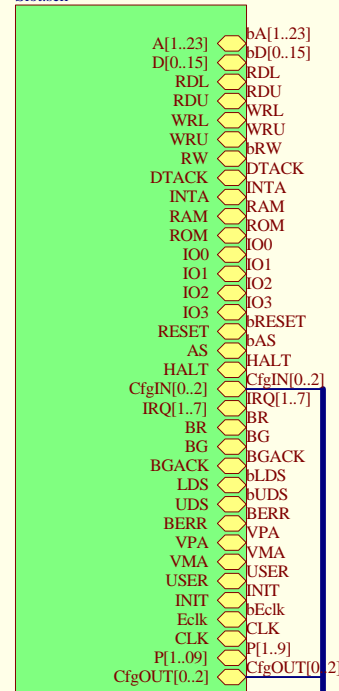 A[1..23] bA[1..23]
D[0..15] bD[0..15]
RDL RDL
RDU RDU
WRL WRL
WRU WRU
RW bRW
DTACK DTACK
INTA INTA
RAM RAM
ROM ROM
IO0 IO0
IO1 IO1
IO2 IO2
IO3 IO3
RESET bRESET
AS bAS
HALT HALT
CfgIN[0..2] CfgIN[0..2]
IRQ[1..7] IRQ[1..7]
BR BR
BG BG
BGACK BGACK
LDS bLDS
UDS bUDS
BERR BERR
VPA VPA
VMA VMA
USER USER
INIT INIT
Eclk bEclk
CLK CLK
P[1..09] P[1..9]
CfgOUT[0..2] CfgOUT[0..2]